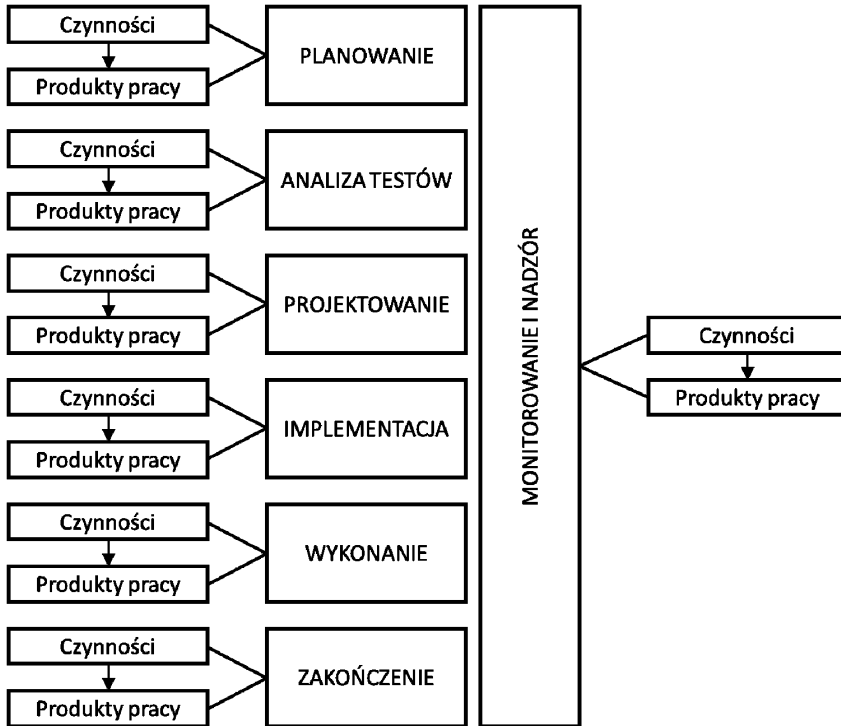 Czynności
Produkty pracy
PLANOWANIE
Czynności
Produkty pracy
ANALIZA TESTÓW
Czynności
Produkty pracy
PROJEKTOWANIE
Czynności
Produkty pracy
IMPLEMENTACJA
Czynności
Produkty pracy
WYKONANIE
Czynności
Produkty pracy
ZAKOŃCZENIE
MONITOROWANIE I NADZÓR
Czynności
Produkty pracy